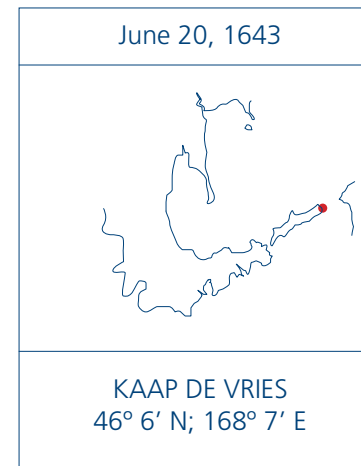 June 20, 1643
KAAP DE VRIES
46º 6’ N; 168º 7’ E